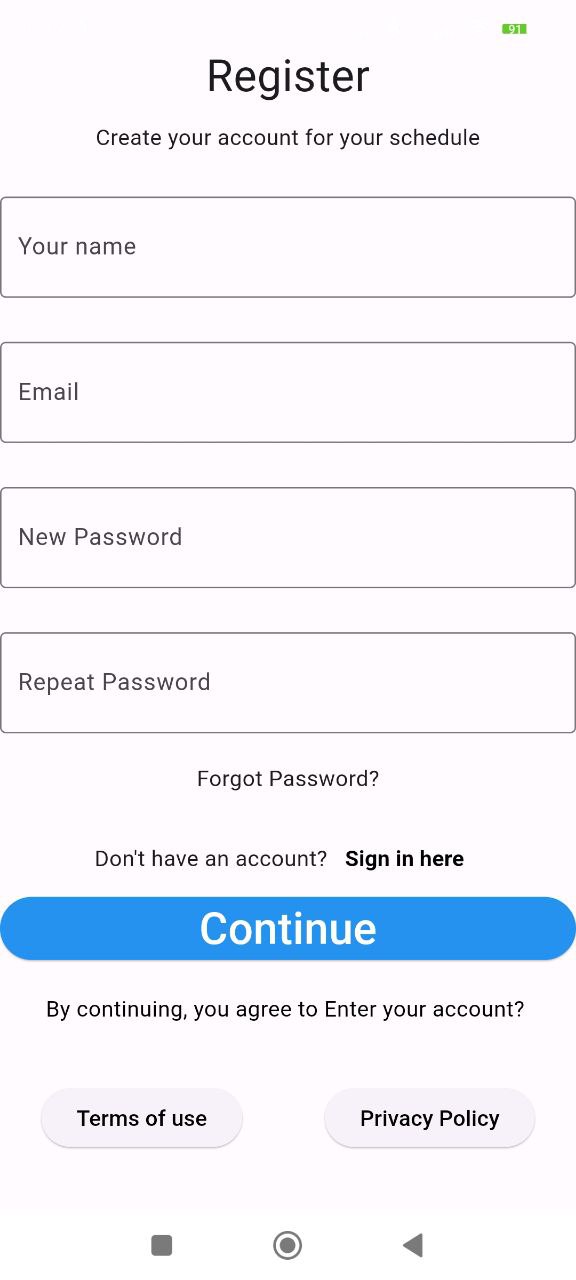 91
Register
Create your account for your schedule
Your name
Email
New Password
Repeat Password
Forgot Password?
Don't have an account? Sign in here
Continue
By continuing, you agree to Enter your account?
Terms of use Privacy Policy